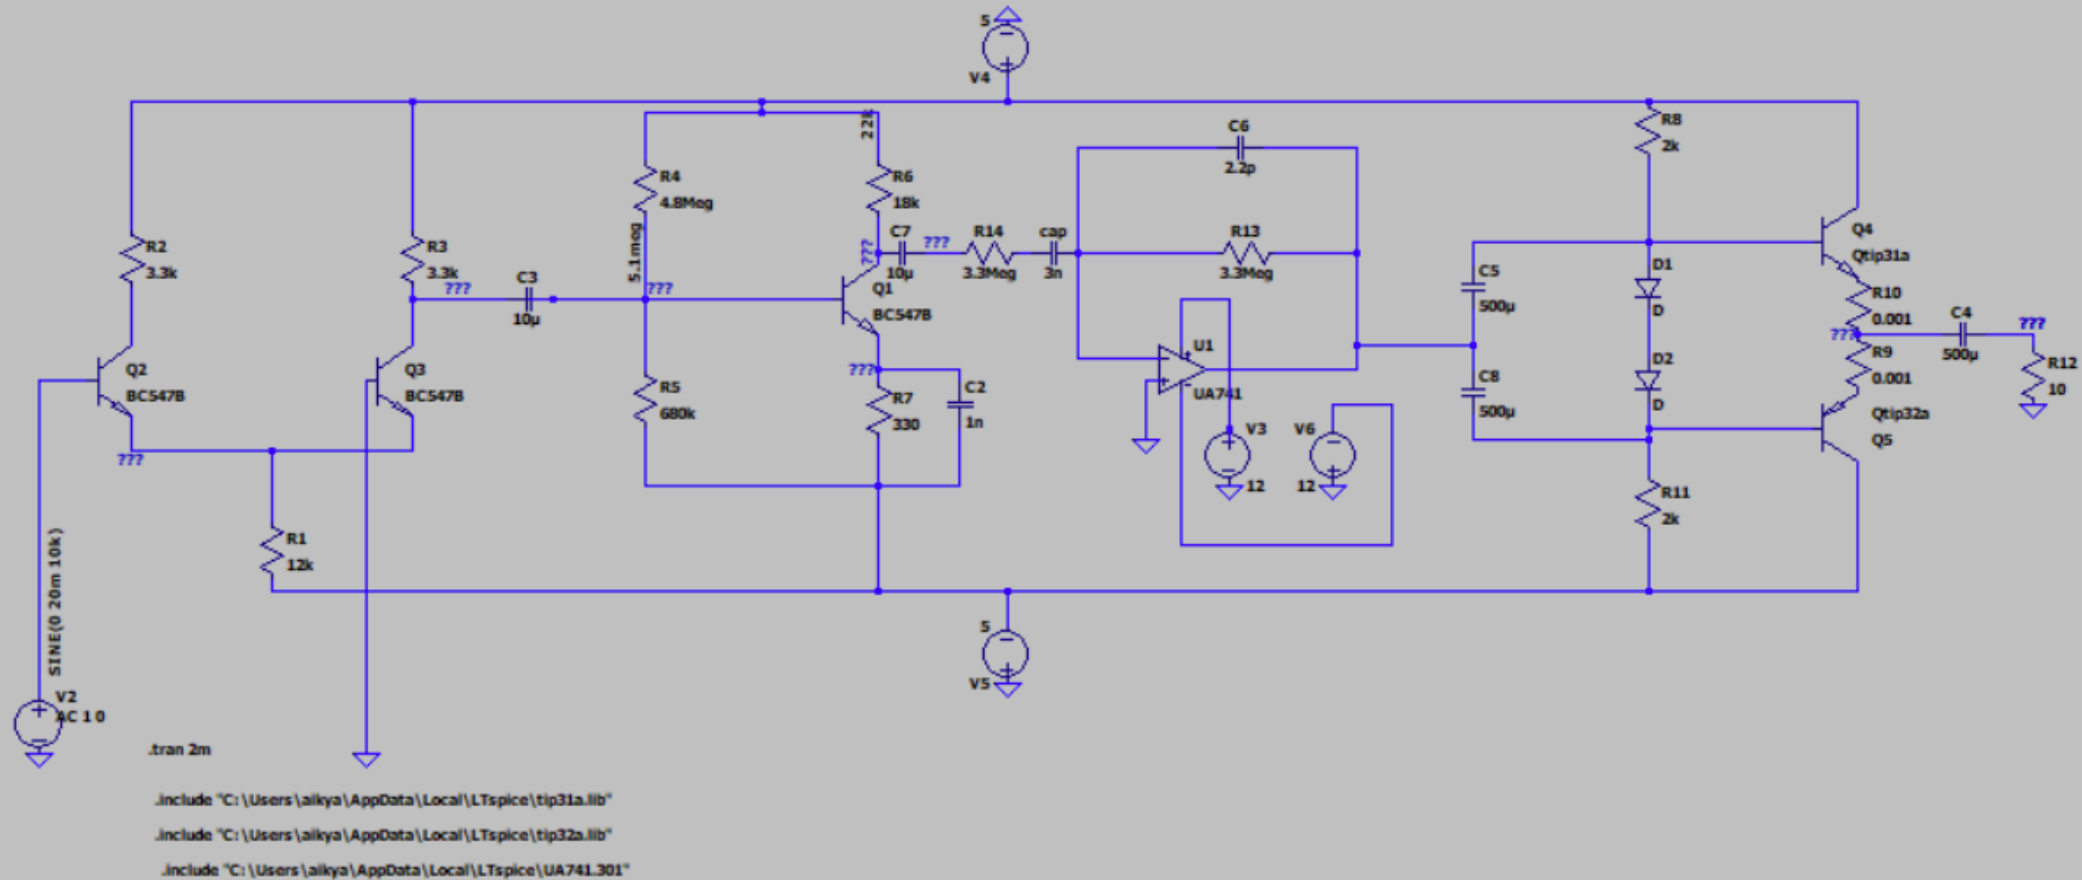 5
V4
R2
3.3k
R3
3.3k
???
C3
10µ
R4
4.8Meg
5.1meg
???
22k
R6
18k
???
C7
10µ
???
R14
3.3Meg
cap
3n
C6
2.2p
R13
3.3Meg
R8
2k
Q4
Qtip31a
D1
D
R10
0.001
C5
500µ
???
C4
500µ
???
R12
10
Q2
BC547B
Q3
BC547B
Q1
BC547B
???
R5
680k
R7
330
C2
1n
U1
UA741
V3
12
V6
12
C8
500µ
D2
D
R9
0.001
Qtip32a
Q5
R11
2k
???
R1
12k
SINE(0 20m 10k)
V2
AC 1 0
5
V5
.tran 2m
.include "C:\Users\aikya\AppData\Local\LTspice\tip31a.lib"
.include "C:\Users\aikya\AppData\Local\LTspice\tip32a.lib"
.include "C:\Users\aikya\AppData\Local\LTspice\UA741.301"